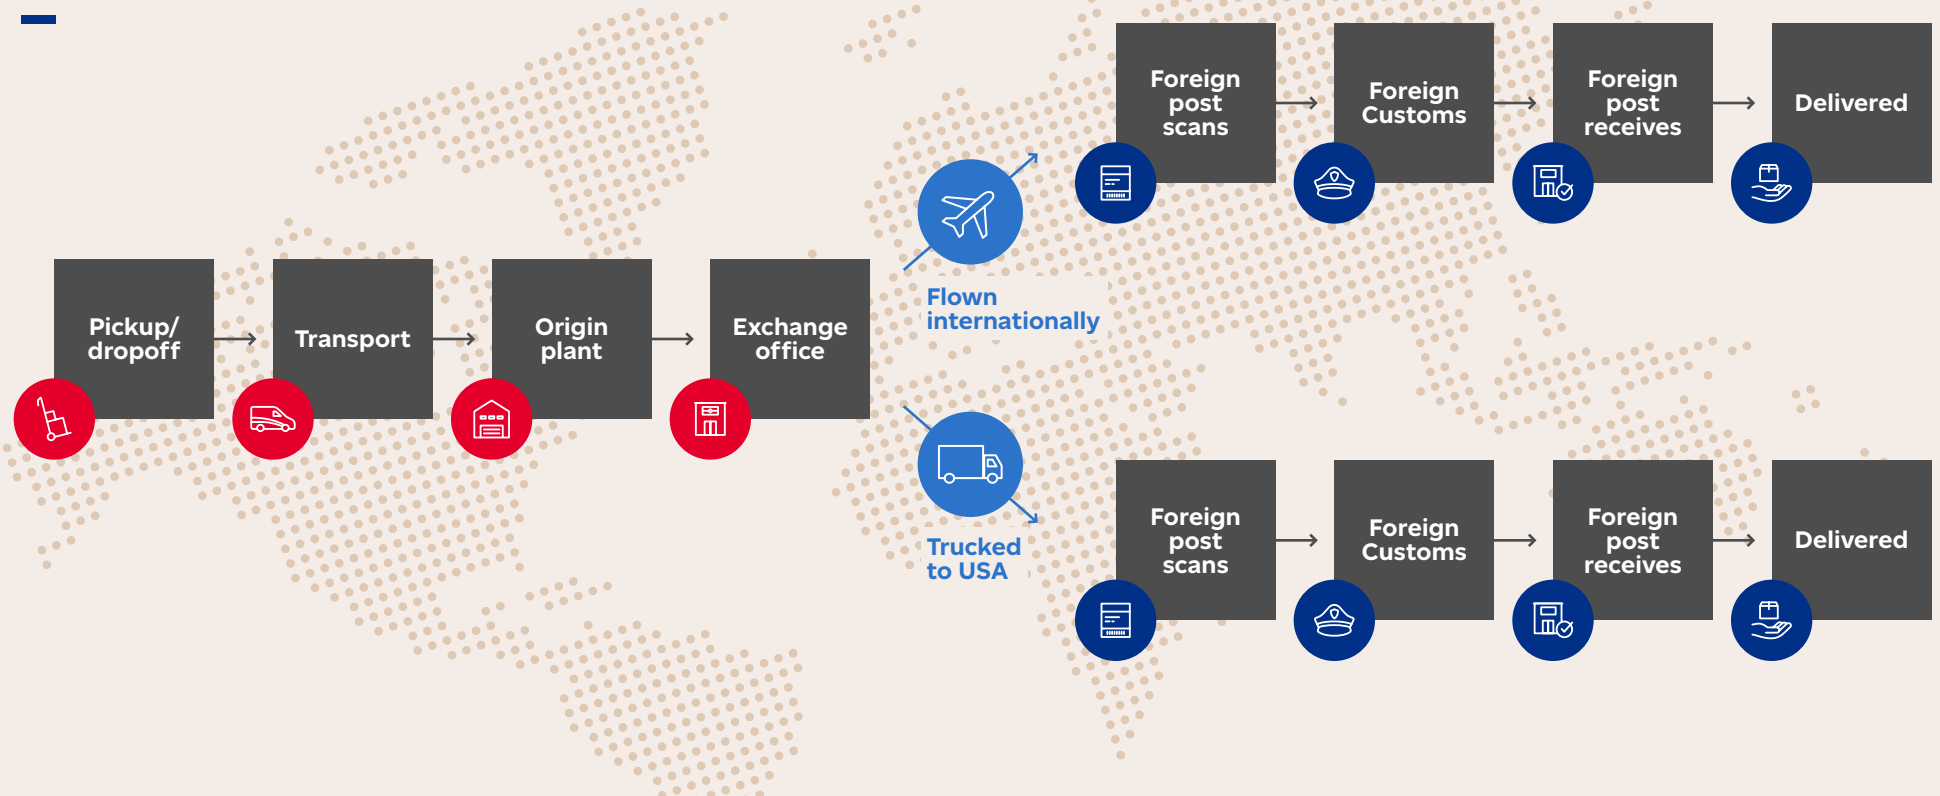 Pickup/
dropoff
Transport
Origin
plant
Exchange
office
Flown
internationally
Foreign
post
scans
Foreign
Customs
Foreign
post
receives
Delivered
Trucked
to USA
Foreign
post
scans
Foreign
Customs
Foreign
post
receives
Delivered